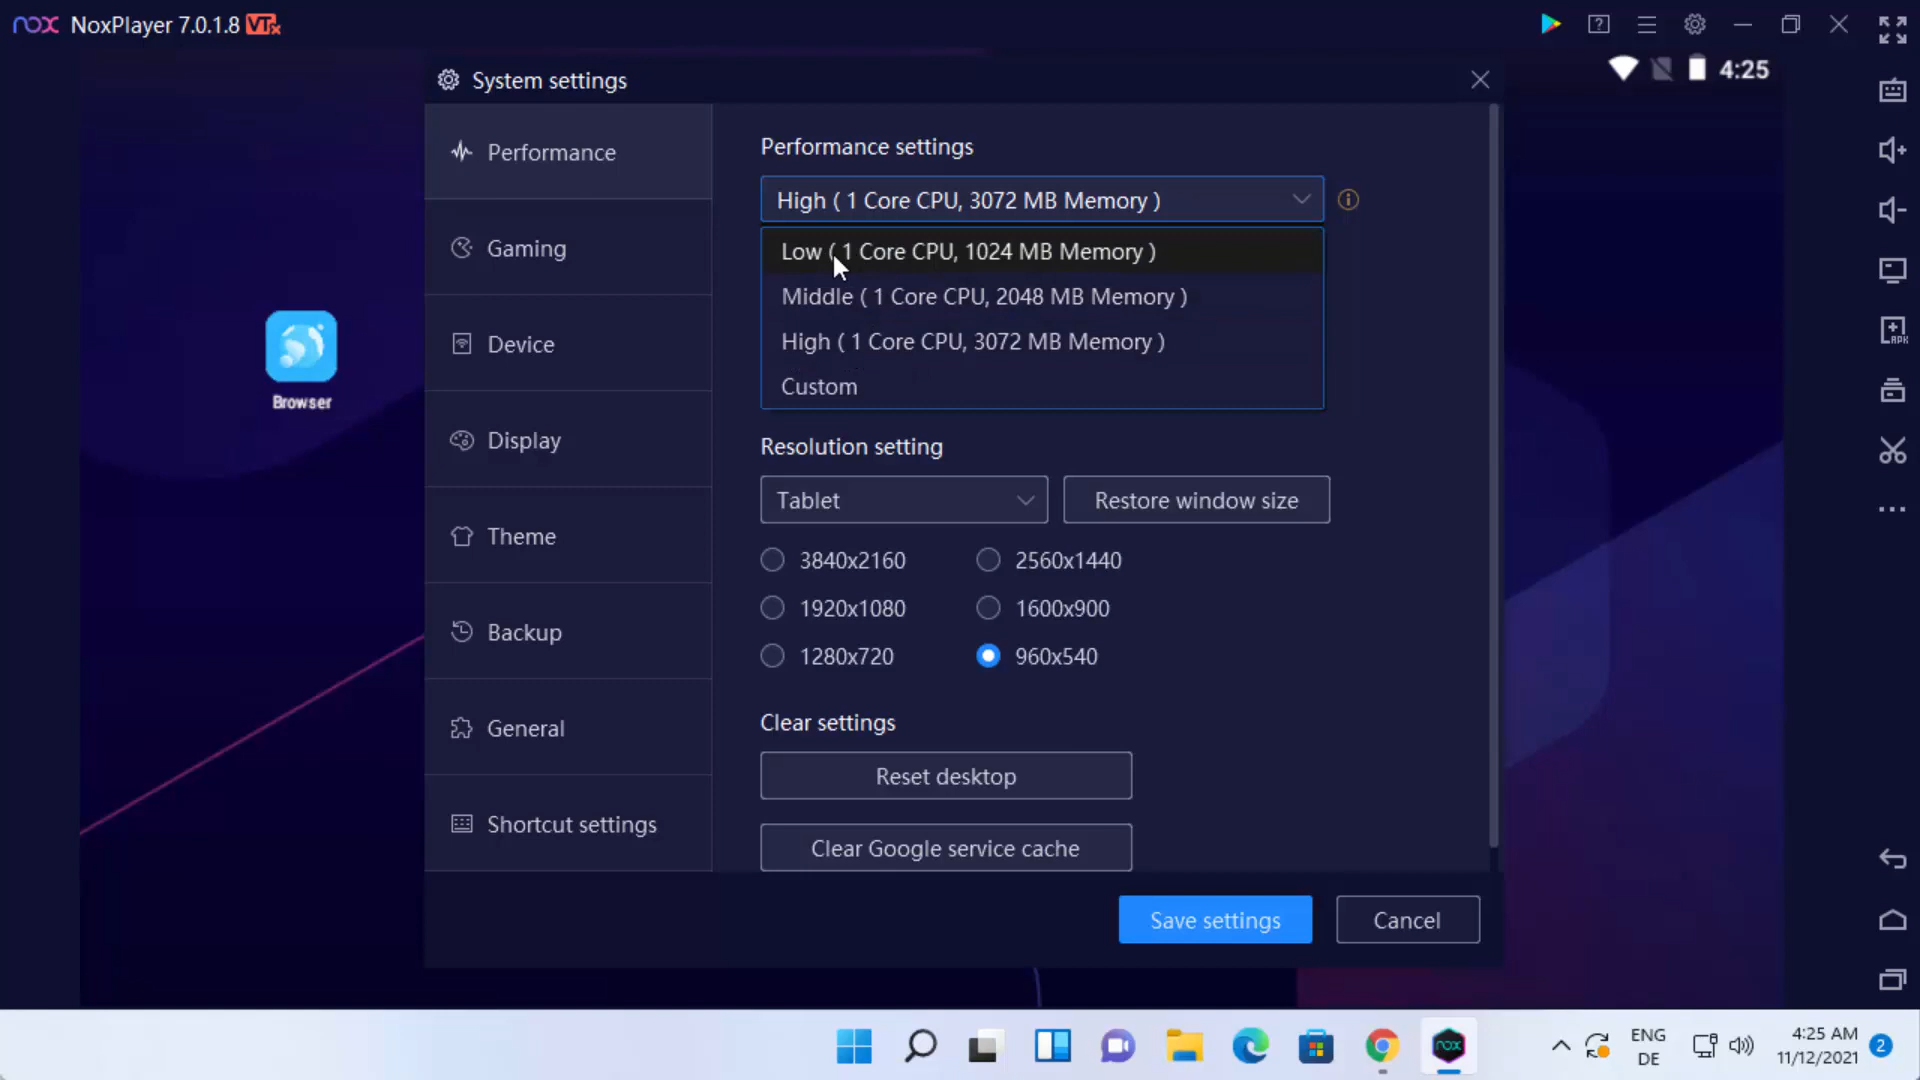 nox NoxPlayer 7.0.1.8 VTx
4:25
System settings
Performance
Gaming
Device
Display
Theme
Backup
General
Shortcut settings
Performance settings
High ( 1 Core CPU, 3072 MB Memory )
Low ( 1 Core CPU, 1024 MB Memory )
Middle ( 1 Core CPU, 2048 MB Memory )
High ( 1 Core CPU, 3072 MB Memory )
Custom
Resolution setting
Tablet
Restore window size
3840x2160
2560x1440
1920x1080
1600x900
1280x720
960x540
Clear settings
Reset desktop
Clear Google service cache
Save settings
Cancel
Browser
APK
nox
ENG
DE
4:25 AM
11/12/2021
2